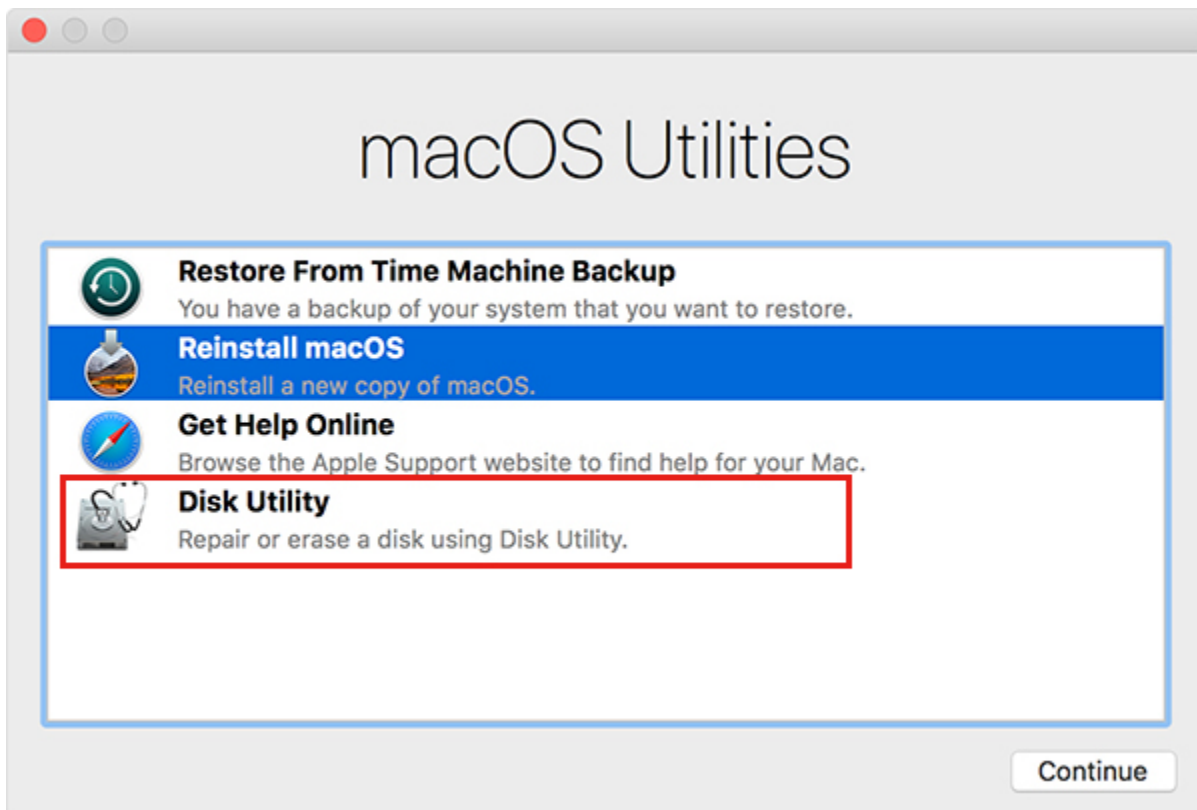 macOS Utilities
Restore From Time Machine Backup
You have a backup of your system that you want to restore.
Reinstall macOS
Reinstall a new copy of macOS.
Get Help Online
Browse the Apple Support website to find help for your Mac.
Disk Utility
Repair or erase a disk using Disk Utility.
Continue